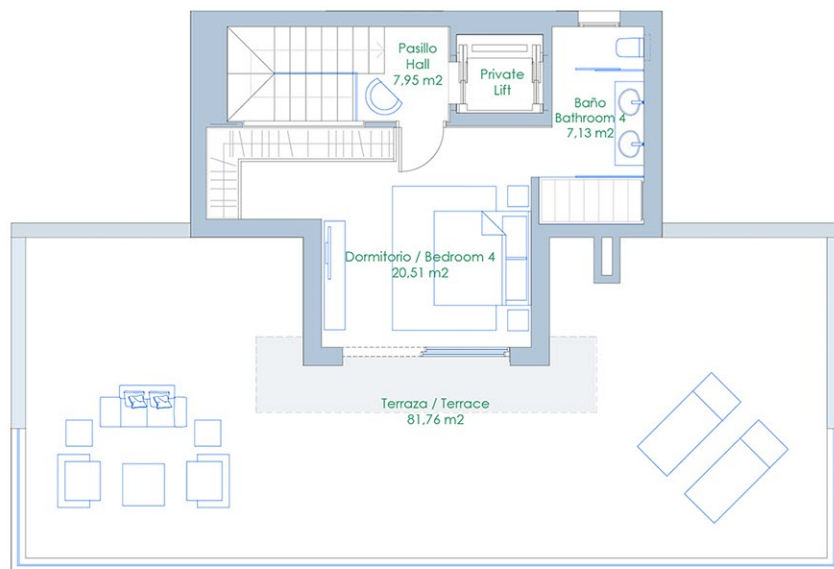 Pasillo
Hall
7,95 m2
Private
Lift
Baño
Bathroom 4
7,13 m2
Dormitorio / Bedroom 4
20,51 m2
Terraza / Terrace
81,76 m2